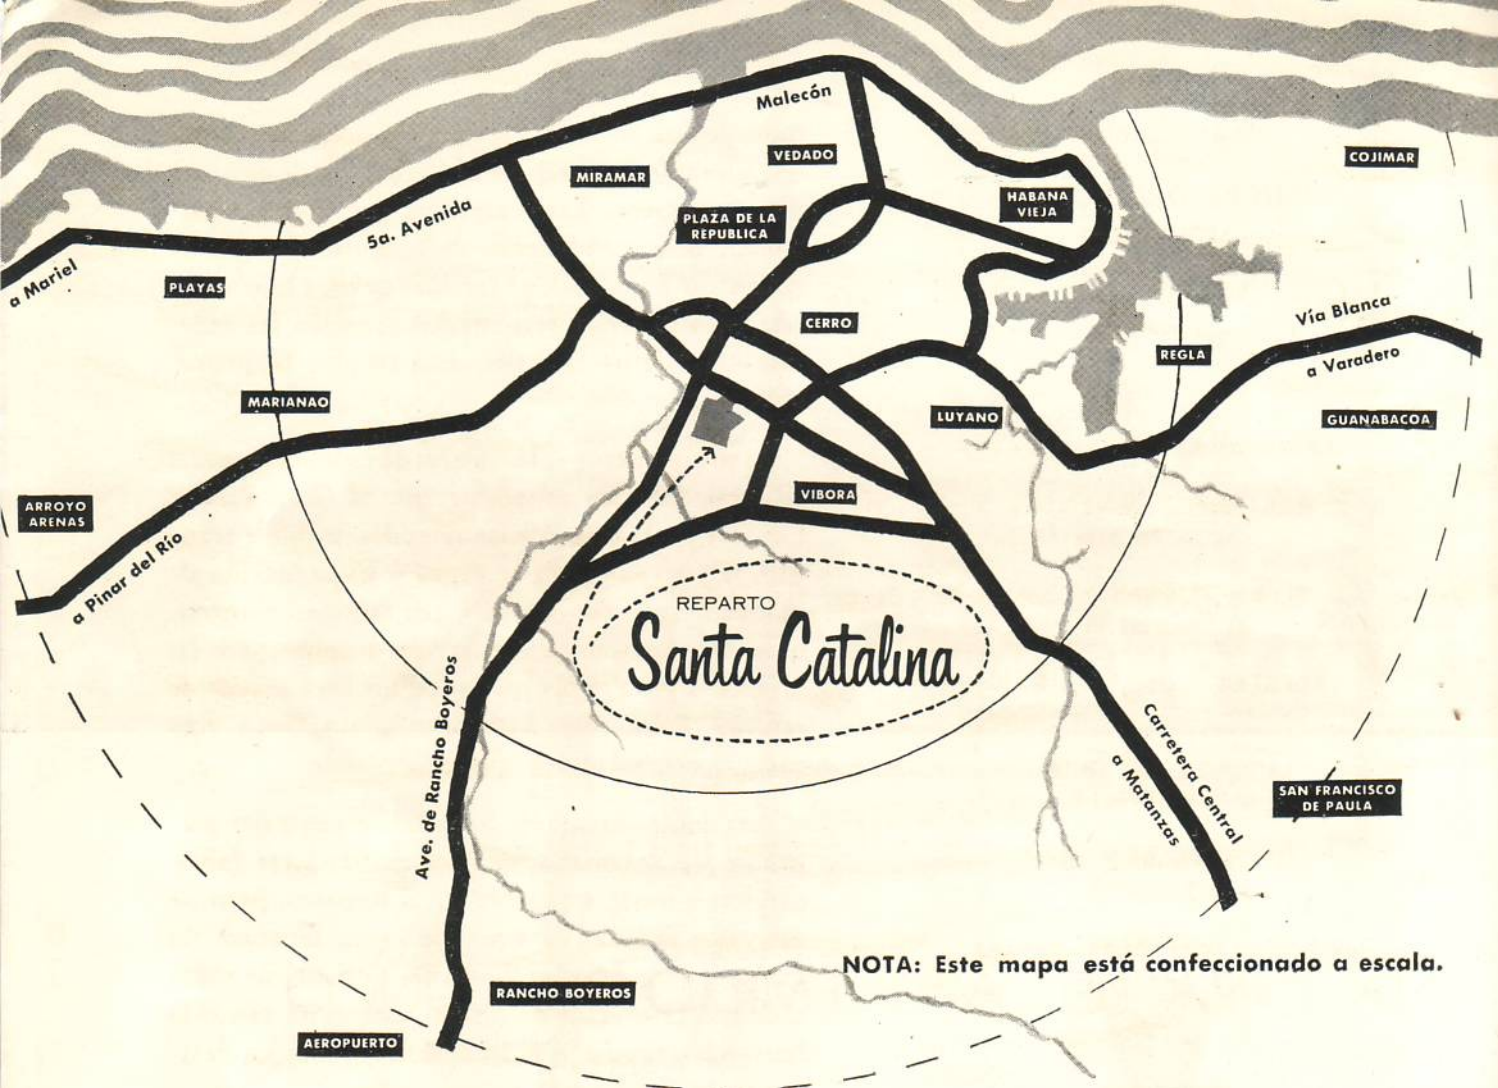 Malecón
VEDADO
COJIMAR
MIRAMAR
HABANA
VIEJA
PLAZA DE LA
REPUBLICA
5a. Avenida
a Mariel
PLAYAS
CERRO
Vía Blanca
a Varadero
REGLA
MARIANAO
LUYANO
GUANABACOA
ARROYO
ARENAS
VIBORA
a Pinar del Río
REPARTO
Santa Catalina
Ave. de Rancho Boyeros
Carretera Central
a Matanzas
SAN FRANCISCO
DE PAULA
NOTA: Este mapa está confeccionado a escala.
RANCHO BOYEROS
AEROPUERTO